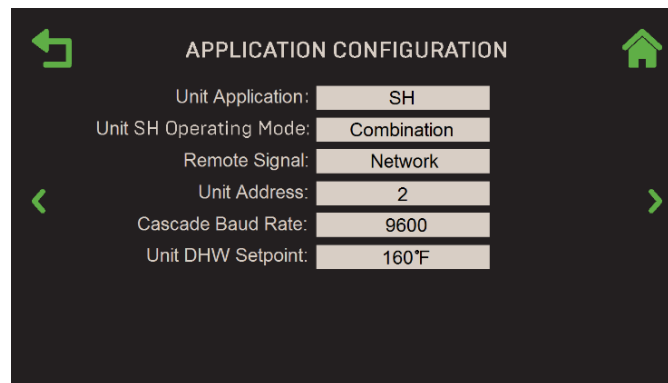 APPLICATION CONFIGURATION
Unit Application: SH
Unit SH Operating Mode: Combination
Remote Signal: Network
Unit Address: 2
Cascade Baud Rate: 9600
Unit DHW Setpoint: 160°F